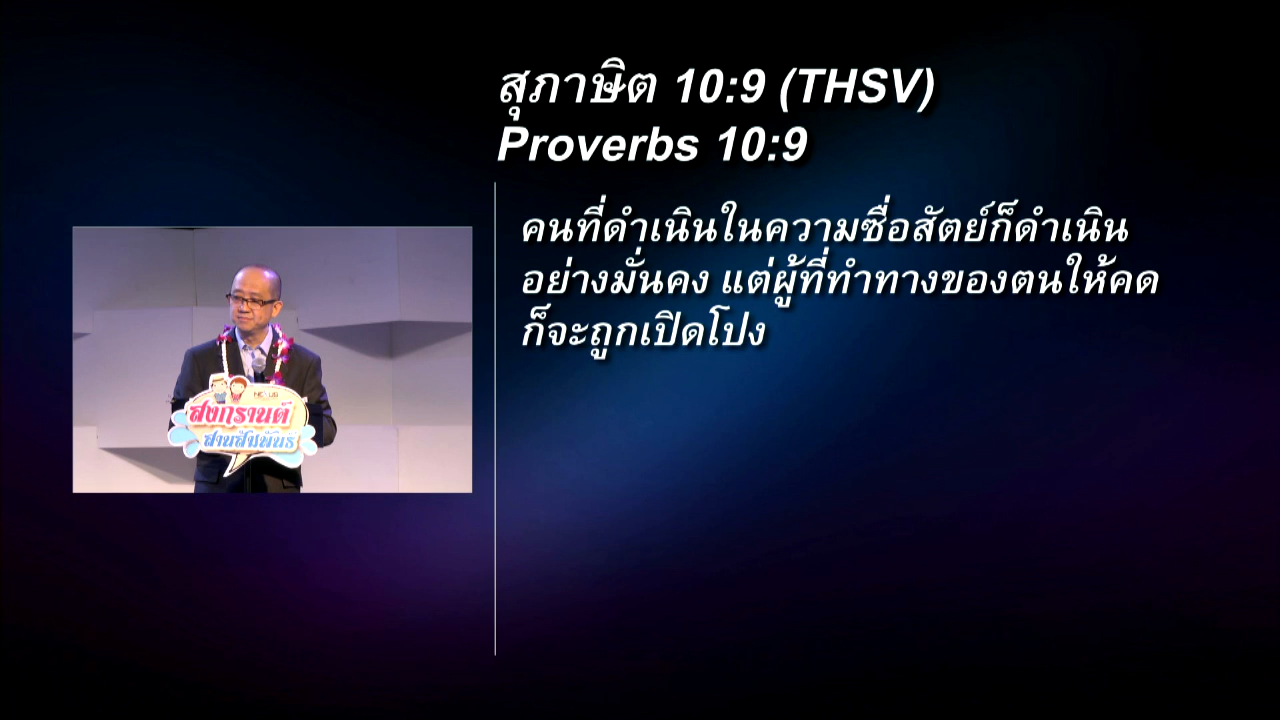 สุภาษิต 10:9 (THSV)
Proverbs 10:9
คนที่ดำเนินในความซื่อสัตย์ก็ดำเนิน
อย่างมั่นคง แต่ผู้ที่ทำทางของตนให้คด
ก็จะถูกเปิดโปง
สงกรานต์
สานสัมพันธ์